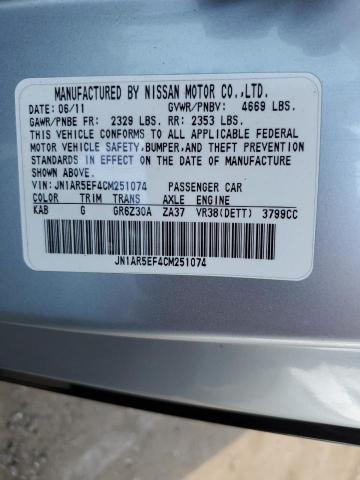 MANUFACTURED BY NISSAN MOTOR CO.,LTD.
DATE: 06/11 GVWR/PNBV: 4669 LBS.
GAWR/PNBE FR: 2329 LBS. RR: 2353 LBS.
THIS VEHICLE CONFORMS TO ALL APPLICABLE FEDERAL
MOTOR VEHICLE SAFETY,BUMPER,AND THEFT PREVENTION
STANDARDS IN EFFECT ON THE DATE OF MANUFACTURE
SHOWN ABOVE.
VIN: JN1AR5EF4CM251074 PASSENGER CAR
COLOR TRIM TRANS AXLE ENGINE
KAB G GR6Z30A ZA37 VR38(DETT) 3799CC
JN1AR5EF4CM251074